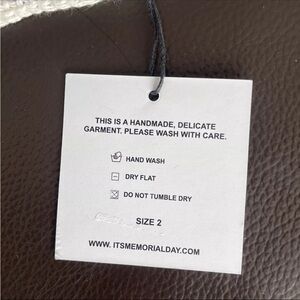 THIS IS A HANDMADE, DELICATE
GARMENT. PLEASE WASH WITH CARE.
HAND WASH
DRY FLAT
DO NOT TUMBLE DRY
SIZE 2
WWW. ITSMEMORIALDAY.COM